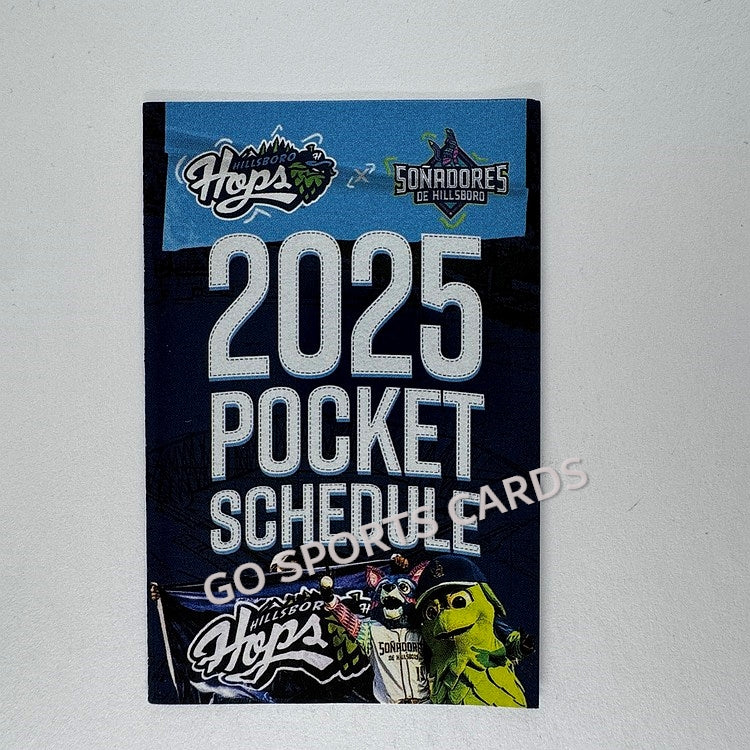 HILLSBORO
Hops
H
x
SOÑADORES
DE HILLSBORO
2025
POCKET
SCHEDULE
GO SPORTS CARDS
HILLSBORO
Hops
SOÑADORES
DE HILLSBORO